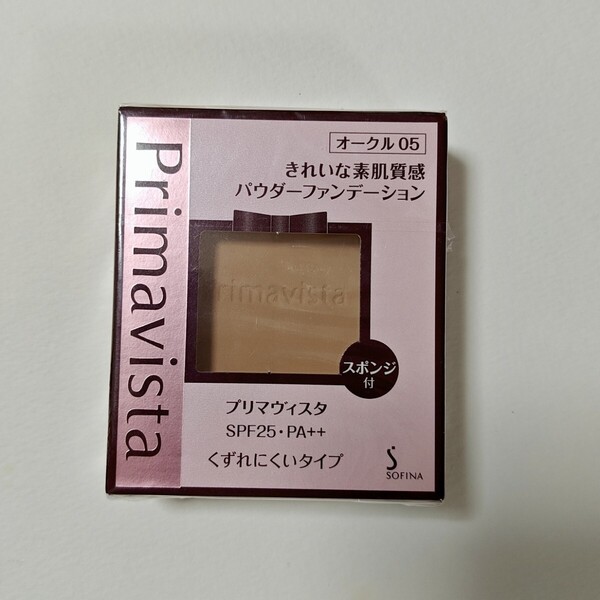 Primavista
オークル 05
きれいな素肌質感
パウダーファンデーション
rimavista
スポンジ
付
プリマヴィスタ
SPF25・PA++
くずれにくいタイプ
SOFINA